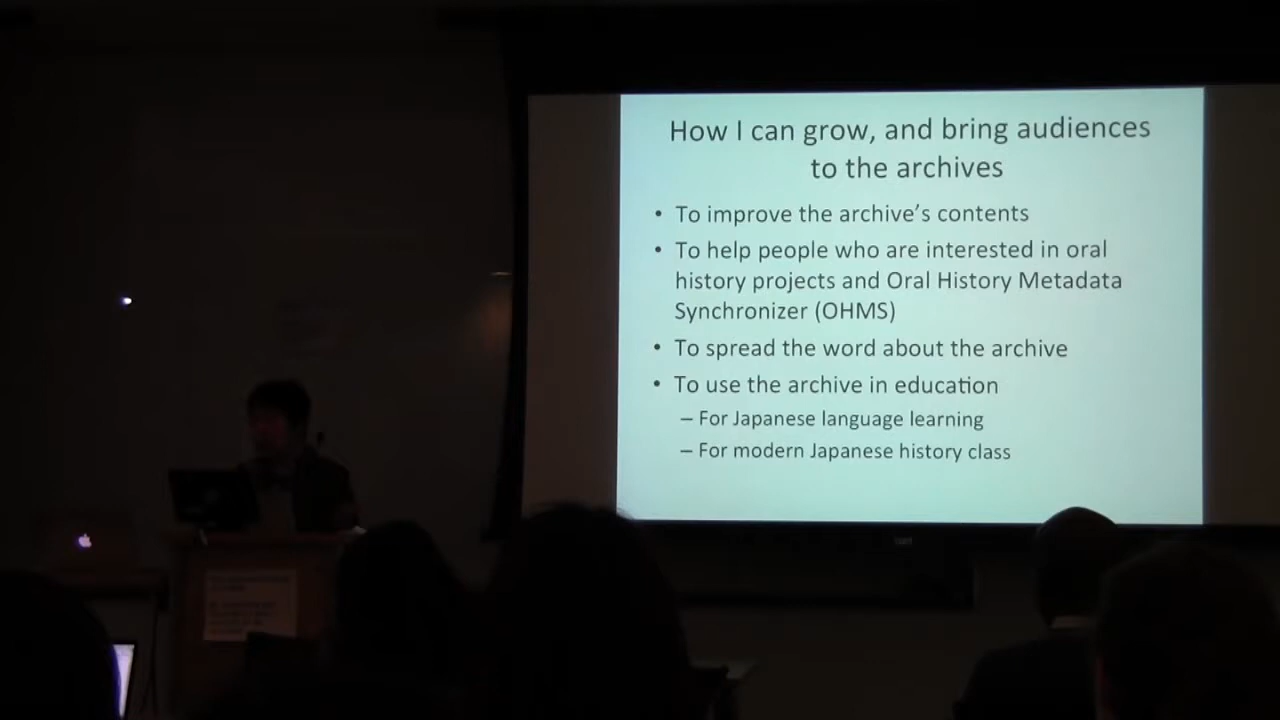 How I can grow, and bring audiences
to the archives
• To improve the archive's contents
• To help people who are interested in oral
history projects and Oral History Metadata
Synchronizer (OHMS)
• To spread the word about the archive
• To use the archive in education
– For Japanese language learning
– For modern Japanese history class